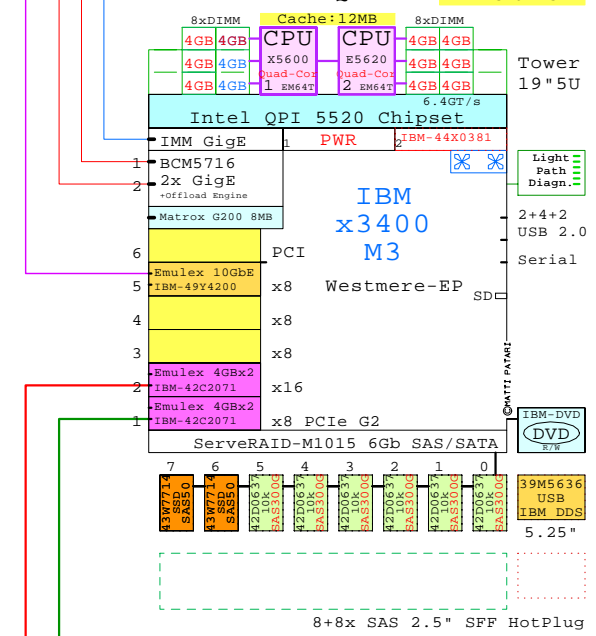 8xDIMM Cache:12MB 8xDIMM
4GB 4GB CPU CPU 4GB 4GB
4GB 4GB X5600 E5620 4GB 4GB Tower
Quad-Cor Quad-Cor
4GB 4GB 1 EM64T 2 EM64T 4GB 4GB 19"5U
6.4GT/s
Intel QPI 5520 Chipset
IMM GigE 1 PWR 2 IBM-44X0381
1 BCM5716
2 2x GigE
+Offload Engine
Light
Path
Diagn.
IBM
x3400
M3
Matrox G200 8MB
2+4+2
USB 2.0
6 PCI
Serial
Emulex 10GbE
5 IBM-49Y4200 x8 Westmere-EP
SD
4 x8
3 x8
©MATTI PATARI
Emulex 4GBx2
2 IBM-42C2071 x16
Emulex 4GBx2
1 IBM-42C2071 x8 PCIe G2
IBM-DVD
DVD
R/W
ServeRAID-M1015 6Gb SAS/SATA
7 6 5 4 3 2 1 0
43W7714 SSD SAS50
43W7714 SSD SAS50
42D0637 10k SAS300G
42D0637 10k SAS300G
42D0637 10k SAS300G
42D0637 10k SAS300G
42D0637 10k SAS300G
42D0637 10k SAS300G
39M5636
USB
IBM DDS
5.25"
8+8x SAS 2.5" SFF HotPlug